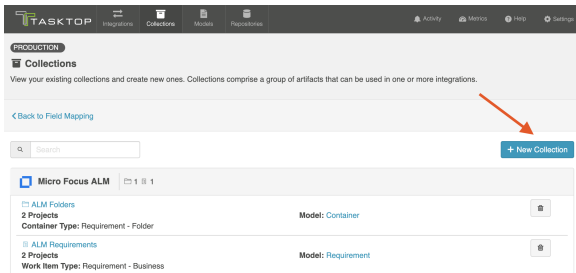 TASKTOP
Integrations
Collections
Models
Repositories
Activity
Metrics
Help
Settings
PRODUCTION
Collections
View your existing collections and create new ones. Collections comprise a group of artifacts that can be used in one or more integrations.
Back to Field Mapping
Search
+ New Collection
Micro Focus ALM
1
1
ALM Folders
2 Projects
Model: Container
Container Type: Requirement - Folder
ALM Requirements
2 Projects
Model: Requirement
Work Item Type: Requirement - Business